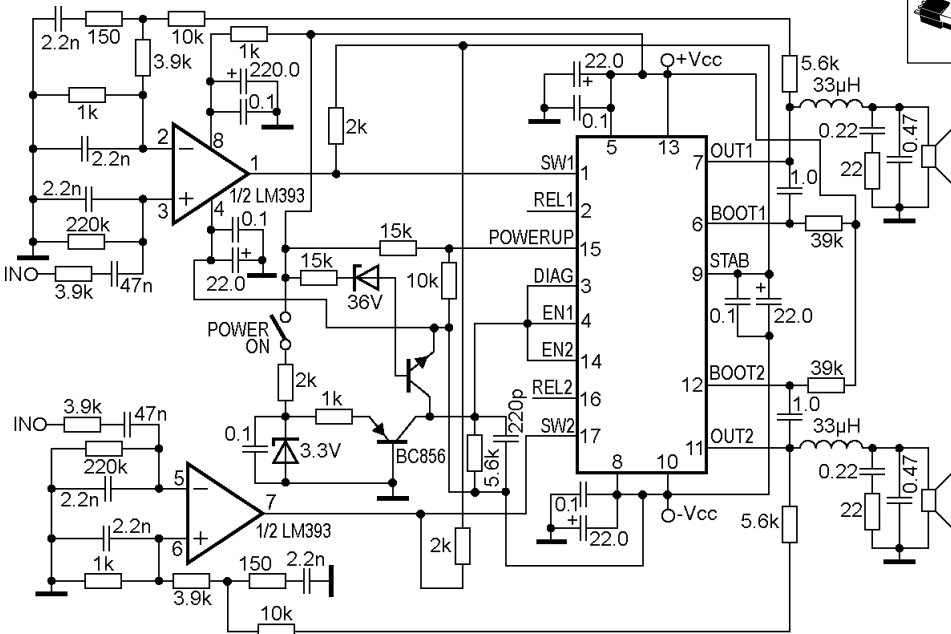 2.2n
150
10k
3.9k
1k
2.2n
2.2n
220k
INO
3.9k
47n
1k
+
220.0
0.1
2
8
−
1
+
3
4
1/2 LM393
0.1
+
22.0
2k
15k
15k
36V
10k
POWER
ON
2k
1k
0.1
3.3V
BC856
5.6k
220p
22.0
+
0.1
+Vcc
5
13
SW1
1
REL1
2
POWERUP
15
DIAG
3
EN1
4
EN2
14
REL2
16
SW2
17
8
10
7
OUT1
6
BOOT1
9
STAB
12
BOOT2
11
OUT2
5.6k
33µH
0.22
0.47
22
1.0
39k
+
0.1
22.0
39k
1.0
33µH
0.22
0.47
22
5.6k
0.1
+
22.0
-Vcc
INO
3.9k
47n
220k
2.2n
2.2n
1k
5
−
7
+
6
1/2 LM393
2k
3.9k
150
2.2n
10k